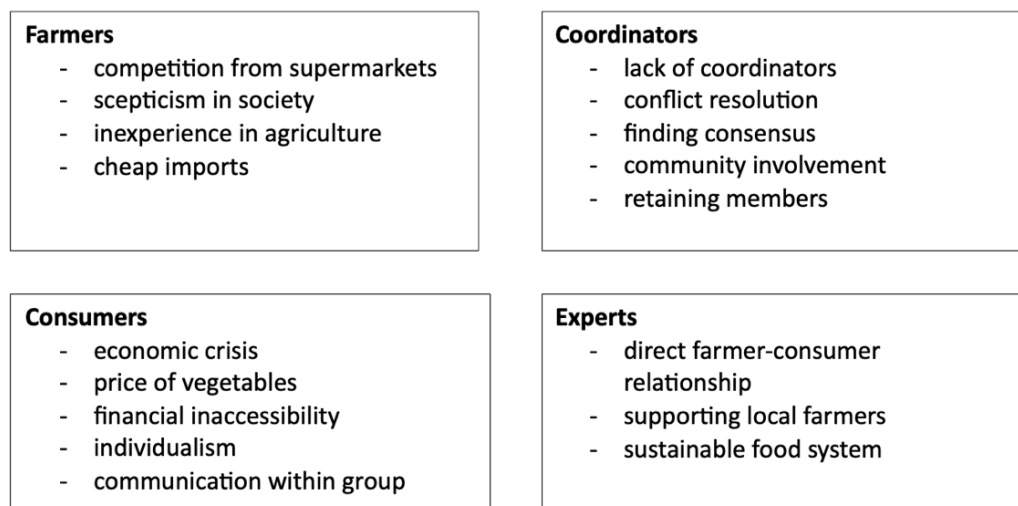 Farmers
- competition from supermarkets
- scepticism in society
- inexperience in agriculture
- cheap imports
Coordinators
- lack of coordinators
- conflict resolution
- finding consensus
- community involvement
- retaining members
Consumers
- economic crisis
- price of vegetables
- financial inaccessibility
- individualism
- communication within group
Experts
- direct farmer-consumer
relationship
- supporting local farmers
- sustainable food system